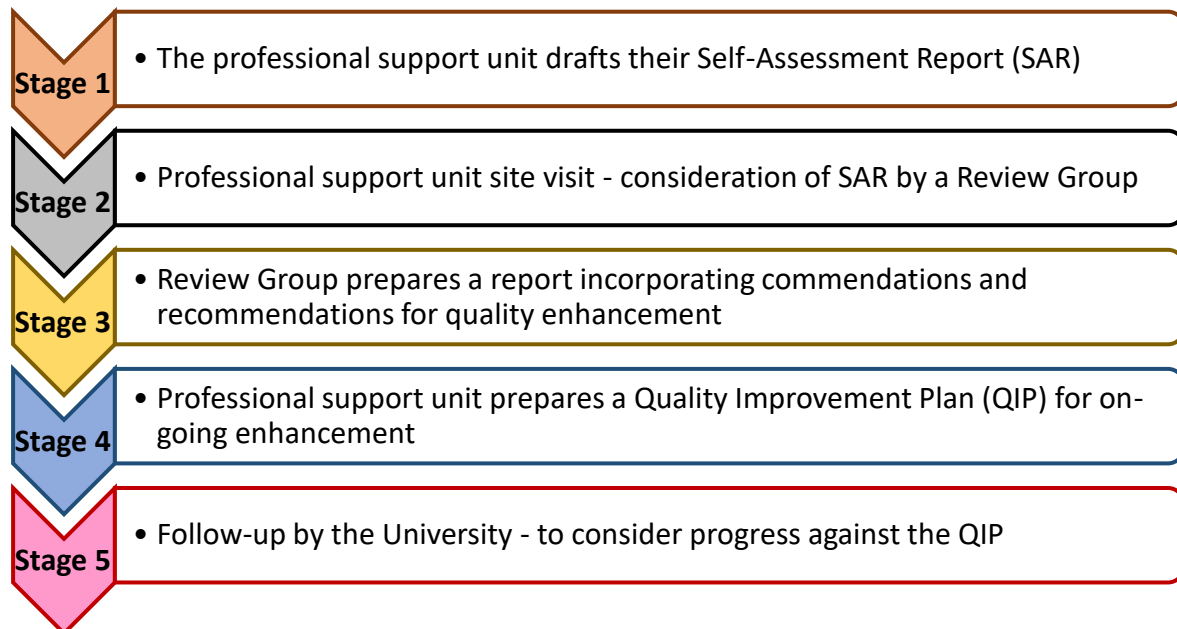 Stage 1
• The professional support unit drafts their Self-Assessment Report (SAR)
Stage 2
• Professional support unit site visit - consideration of SAR by a Review Group
Stage 3
• Review Group prepares a report incorporating commendations and
recommendations for quality enhancement
Stage 4
• Professional support unit prepares a Quality Improvement Plan (QIP) for on-
going enhancement
Stage 5
• Follow-up by the University - to consider progress against the QIP